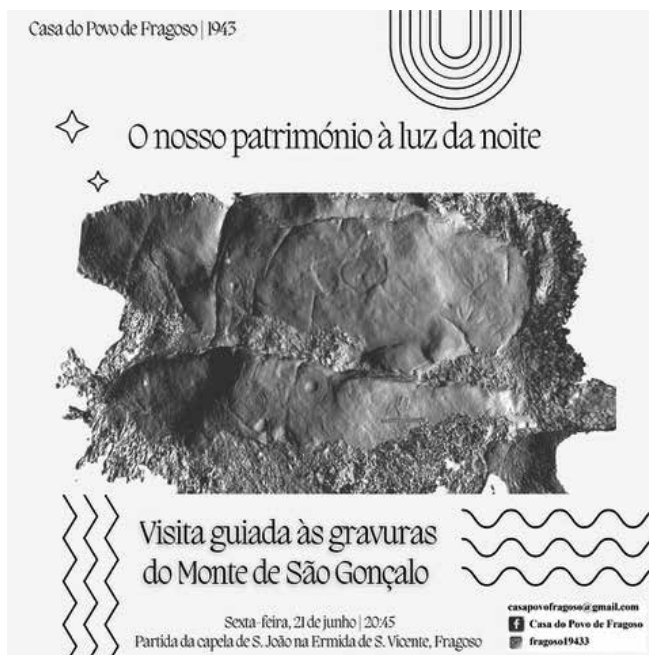 Casa do Povo de Fragoso | 1943
O nosso património à luz da noite
Visita guiada às gravuras
do Monte de São Gonçalo
Sexta-feira, 21 de junho | 20:45
Partida da capela de S. João na Ermida de S. Vicente, Fragoso
casapovofragoso@gmail.com
Casa do Povo de Fragoso
fragoso19433